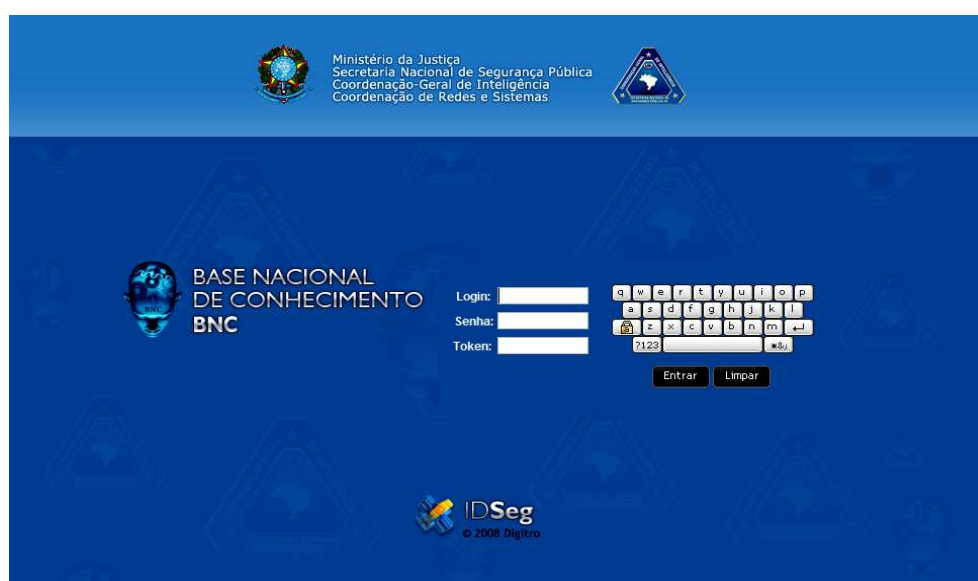 Ministério da Justiça
Secretaria Nacional de Segurança Pública
Coordenação-Geral de Inteligência
Coordenação de Redes e Sistemas
BASE NACIONAL
DE CONHECIMENTO
BNC
BNC
Login:
Senha:
Token:
q w e r t y u i o p
a s d f g h j k l
z x c v b n m
?123
Entrar Limpar
IDSeg
© 2008 Dígitro